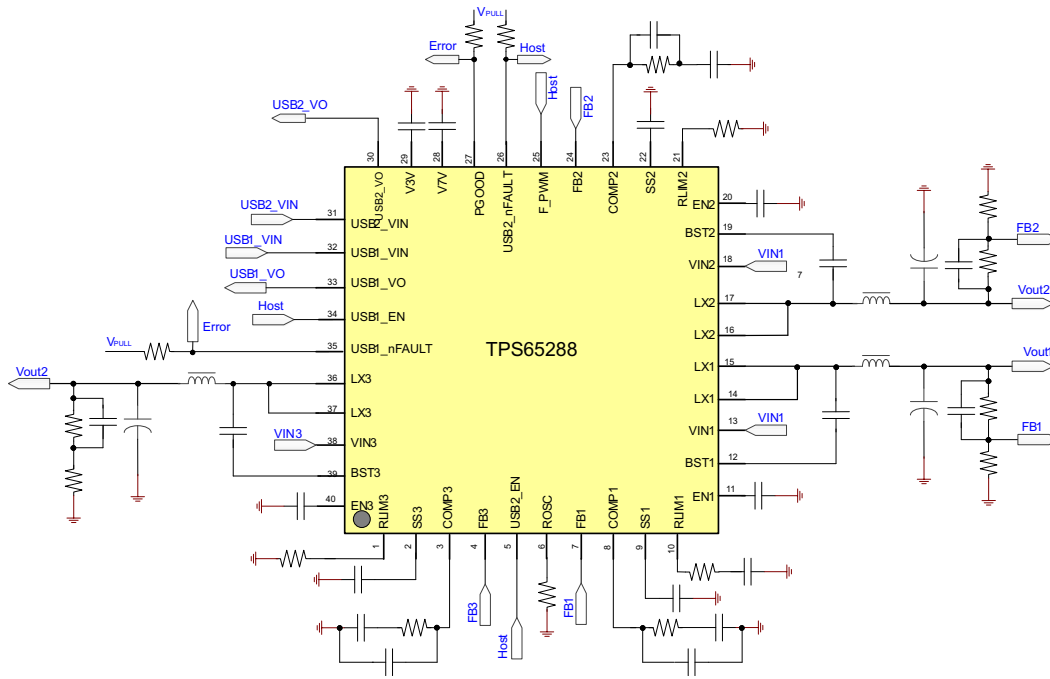 VPULL
Error
Host
Host
FB2
USB2_VO
30
29
28
27
26
25
24
23
22
21
USB2_VO
V3V
V7V
PGOOD
USB2_nFAULT
F_PWM
FB2
COMP2
SS2
RLIM2
USB2_VIN
31
USB2_VIN
USB1_VIN
32
USB1_VIN
USB1_VO
33
USB1_VO
Host
34
USB1_EN
Error
VPULL
35
USB1_nFAULT
Vout2
36
LX3
37
LX3
VIN3
38
VIN3
39
BST3
40
EN3
TPS65288
EN2
20
BST2
19
VIN2
18
VIN1
7
LX2
17
LX2
16
FB2
Vout2
LX1
15
Vout1
LX1
14
VIN1
13
VIN1
FB1
BST1
12
EN1
11
RLIM3
SS3
COMP3
FB3
USB2_EN
ROSC
FB1
COMP1
SS1
RLIM1
1
2
3
4
5
6
7
8
9
10
FB3
Host
FB1